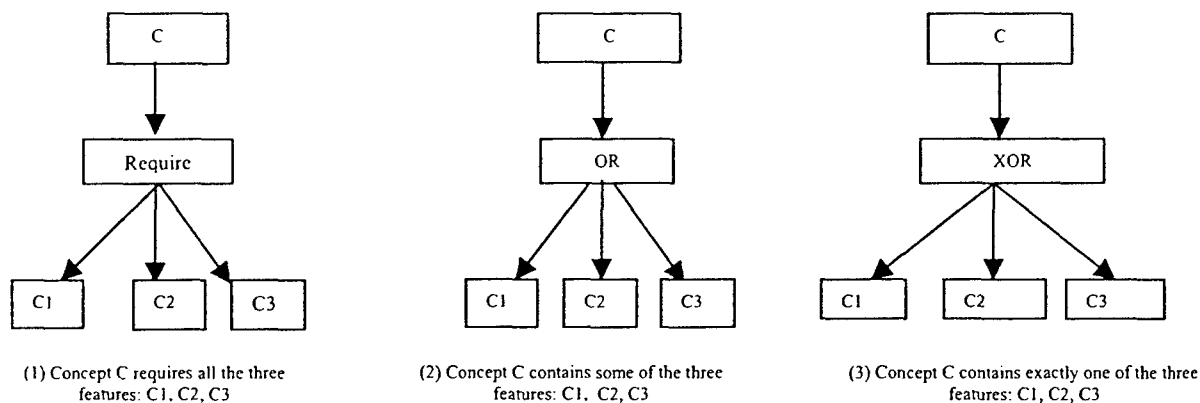 C
Require
C1
C2
C3
(1) Concept C requires all the three
features: C1, C2, C3
C
OR
C1
C2
C3
(2) Concept C contains some of the three
features: C1, C2, C3
C
XOR
C1
C2
C3
(3) Concept C contains exactly one of the three
features: C1, C2, C3